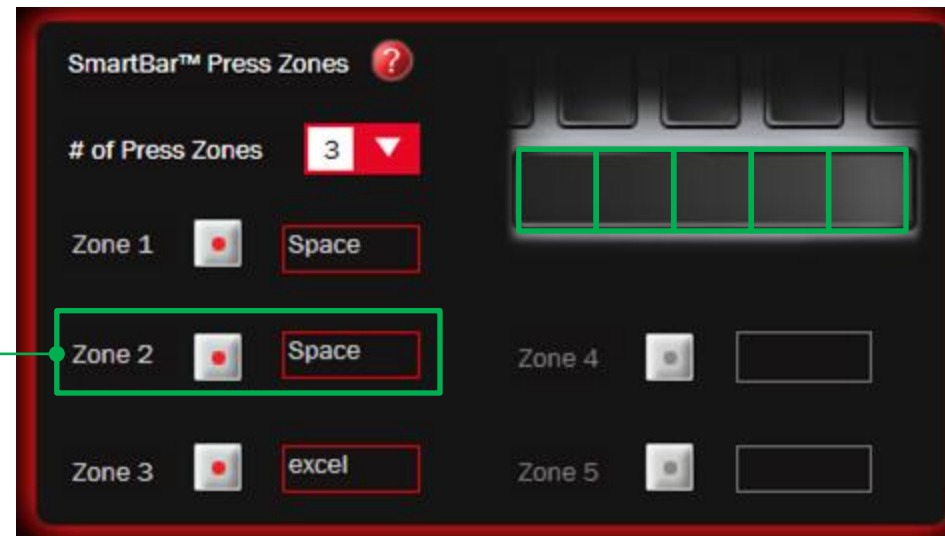 SmartBar™ Press Zones ?
# of Press Zones 3
Zone 1 Space
Zone 2 Space
Zone 4
Zone 3 excel
Zone 5